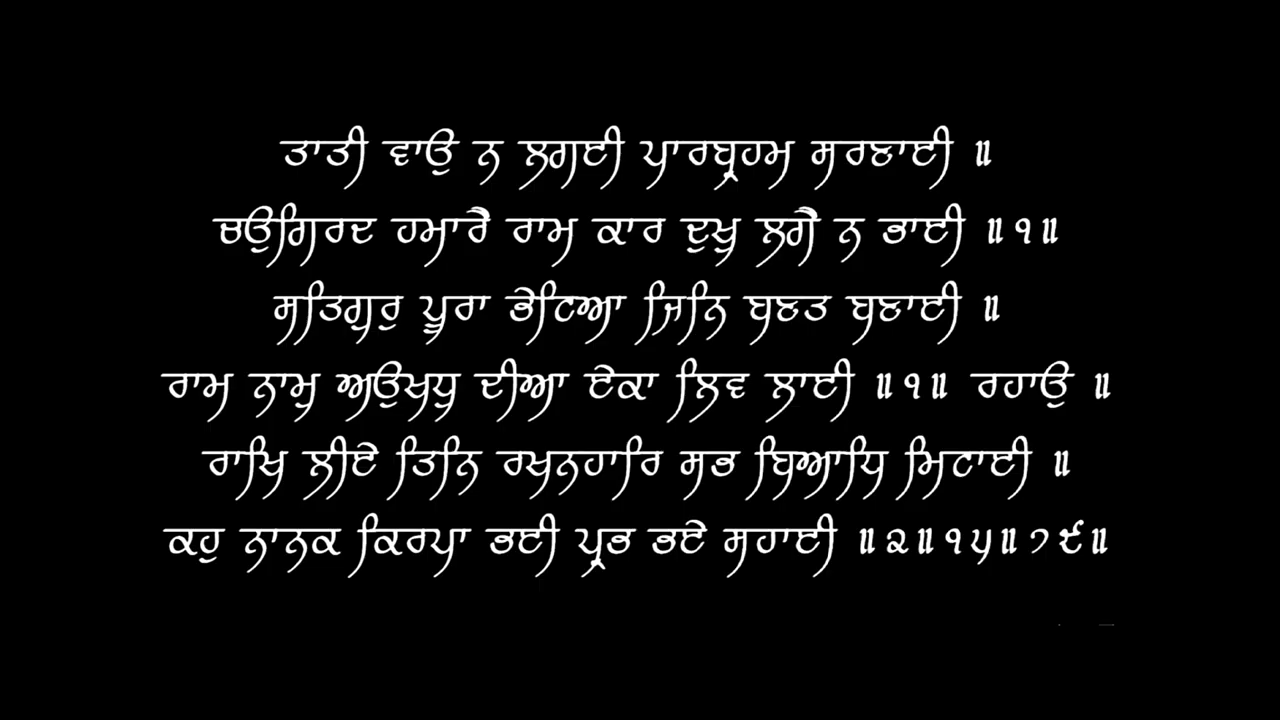 ਤਾਤੀ ਵਾਉ ਨ ਲਗਈ ਪਾਰਬ੍ਰਹਮ ਸਰਣਾਈ ॥
ਚਉਗਿਰਦ ਹਮਾਰੈ ਰਾਮ ਕਾਰ ਦੁਖੁ ਲਗੈ ਨ ਭਾਈ ॥੧॥
ਸਤਿਗੁਰੁ ਪੂਰਾ ਭੇਟਿਆ ਜਿਨਿ ਬਣਤ ਬਣਾਈ ॥
ਰਾਮ ਨਾਮੁ ਅਉਖਧੁ ਦੀਆ ਏਕਾ ਲਿਵ ਲਾਈ ॥੧॥ ਰਹਾਉ ॥
ਰਾਖਿ ਲੀਏ ਤਿਨਿ ਰਖਨਹਾਰਿ ਸਭ ਬਿਆਧਿ ਮਿਟਾਈ ॥
ਕਹੁ ਨਾਨਕ ਕਿਰਪਾ ਭਈ ਪ੍ਰਭ ਭਏ ਸਹਾਈ ॥੨॥੧੫॥੭੯॥